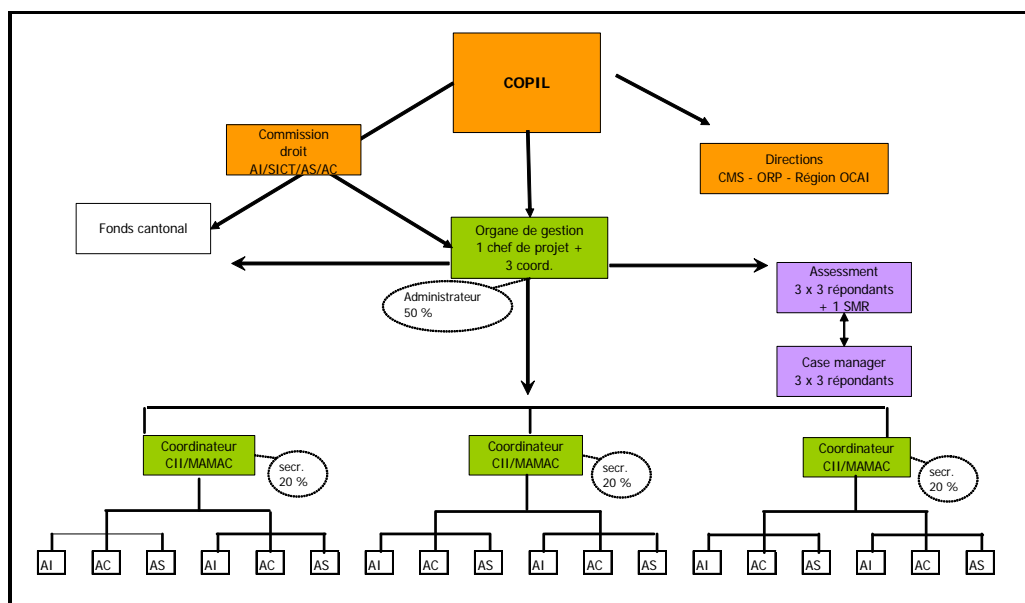 COPIL
Commission
droit
AI/SICT/AS/AC
Directions
CMS - ORP - Région OCAI
Fonds cantonal
Organe de gestion
1 chef de projet +
3 coord.
Administrateur
50 %
Assessment
3 x 3 répondants
+ 1 SMR
Case manager
3 x 3 répondants
Coordinateur
CII/MAMAC
secr.
20 %
Coordinateur
CII/MAMAC
secr.
20 %
Coordinateur
CII/MAMAC
secr.
20 %
AI AC AS AI AC AS AI AC AS AI AC AS AI AC AS AI AC AS